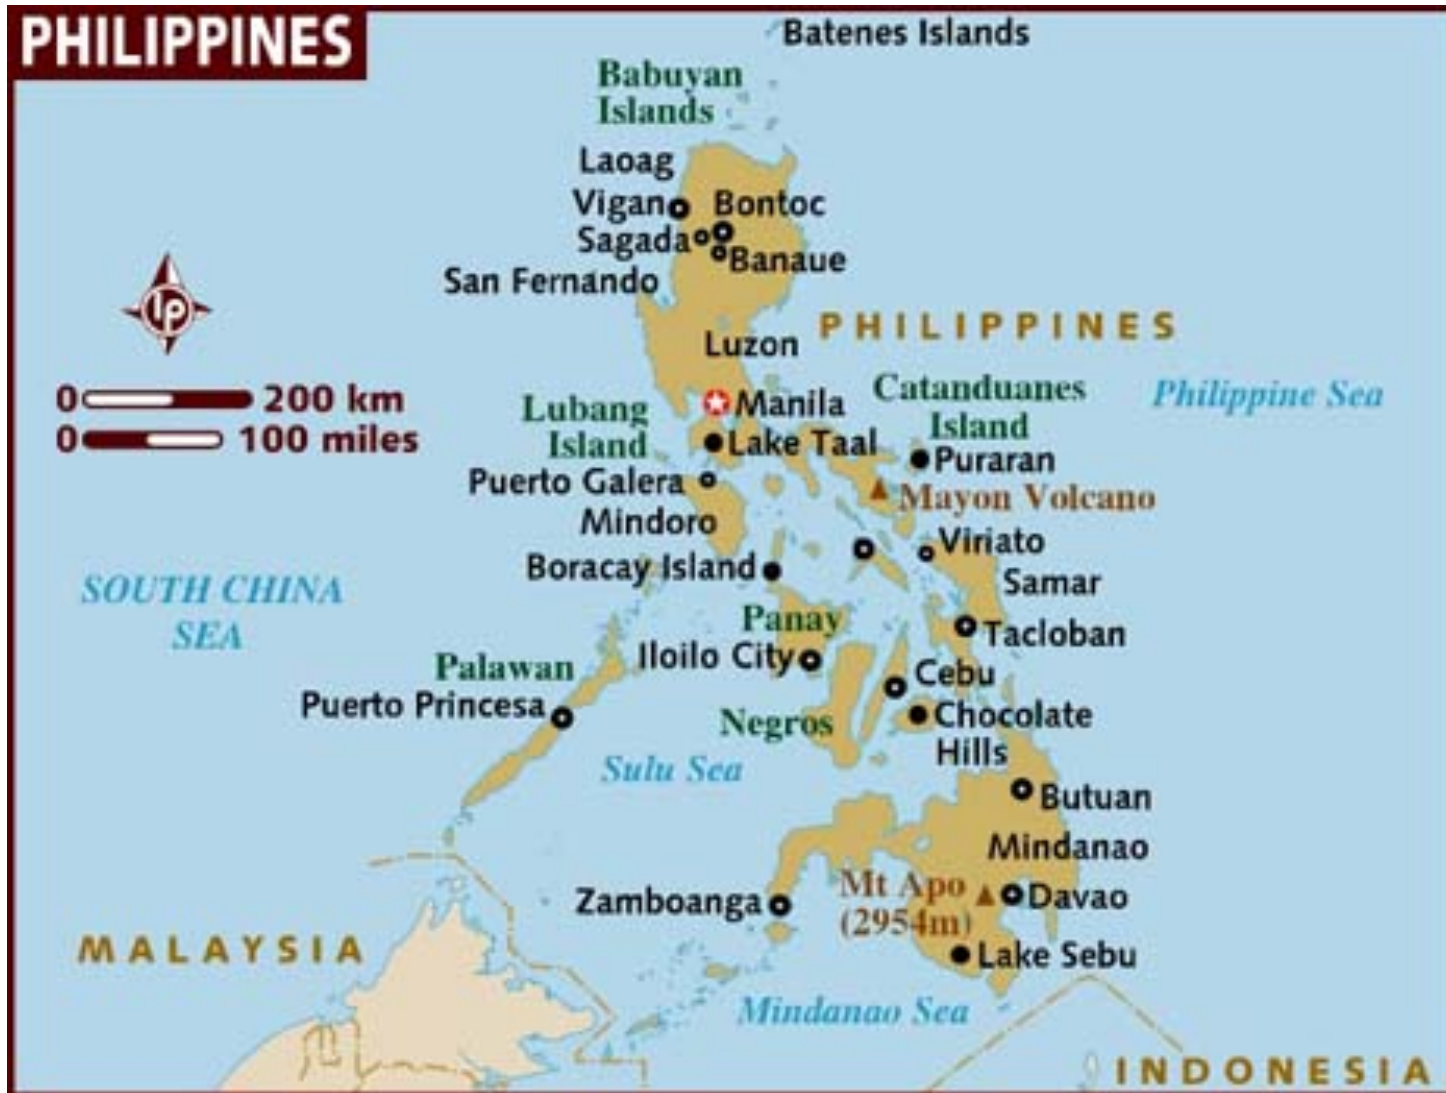 PHILIPPINES
Batenes Islands
Babuyan
Islands
Laoag
Vigan
Bontoc
Sagada
Banaue
San Fernando
lp
PHILIPPINES
Luzon
0 200 km
0 100 miles
Manila
Catanduanes
Island
Philippine Sea
Lubang
Island
Lake Taal
Puraran
Puerto Galera
Mayon Volcano
Mindoro
Viriato
Boracay Island
Samar
SOUTH CHINA
SEA
Panay
Tacloban
Iloilo City
Palawan
Cebu
Puerto Princesa
Negros
Chocolate
Hills
Sulu Sea
Butuan
Mindanao
Mt Apo
(2954m)
Davao
Zamboanga
MALAYSIA
Lake Sebu
Mindanao Sea
INDONESIA